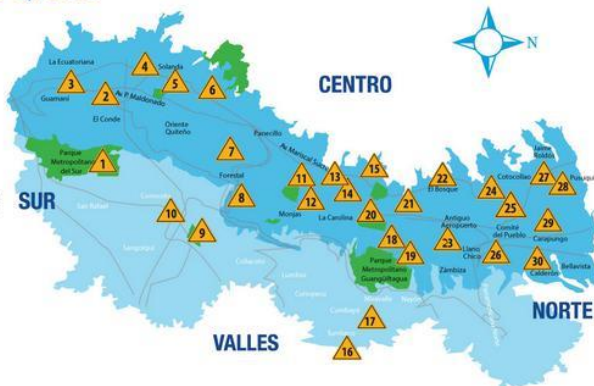 N
CENTRO
La Ecuatoriana
4
Solanda
3
5
6
Guamaní
2
Av. P. Maldonado
El Conde
Oriente
Quiteño
Panecillo
Av. Mariscal Sucre
Parque
Metropolitano
del Sur
1
7
Forestal
8
11
13
15
12
14
Monjas
La Carolina
20
22
El Bosque
21
24
Cotocollao
Jaime
Roldós
27
28
Pusuquí
25
Antiguo
Aeropuerto
Comité
del Pueblo
29
Carapungo
SUR
San Rafael
10
9
Sangolquí
18
19
23
Llano
Chico
26
30
Calderón
Bellavista
Parque
Metropolitano
Guangüiltagua
Zámbiza
Nayón
Miravalle
Cumbayá
Lumbisí
17
16
VALLES
NORTE